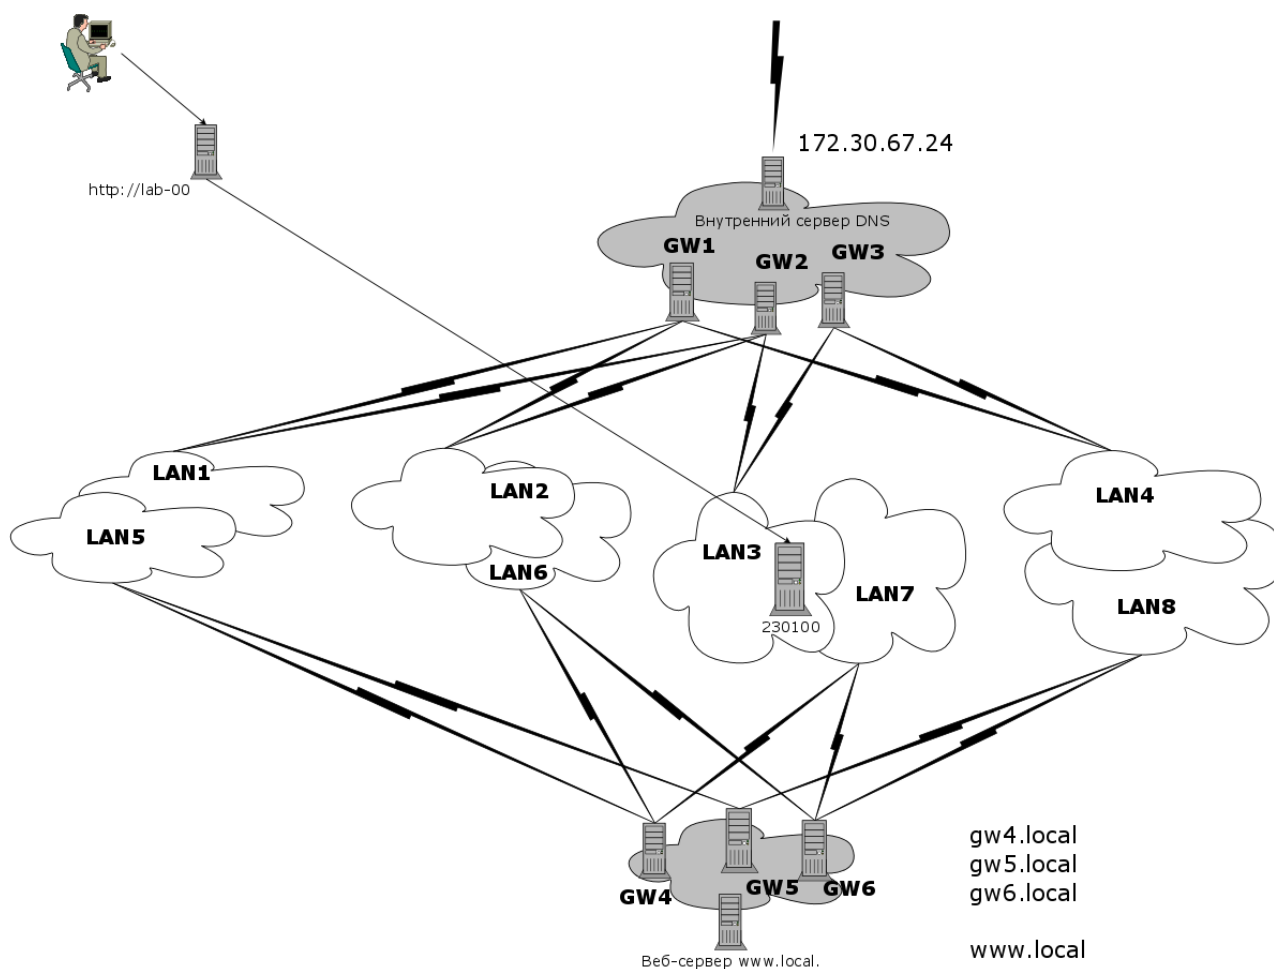 172.30.67.24
http://lab-00
Внутренний сервер DNS
GW1
GW2
GW3
LAN1
LAN2
LAN3
LAN4
LAN5
LAN6
LAN7
LAN8
230100
gw4.local
gw5.local
gw6.local
GW4
GW5
GW6
www.local
Веб-сервер www.local.